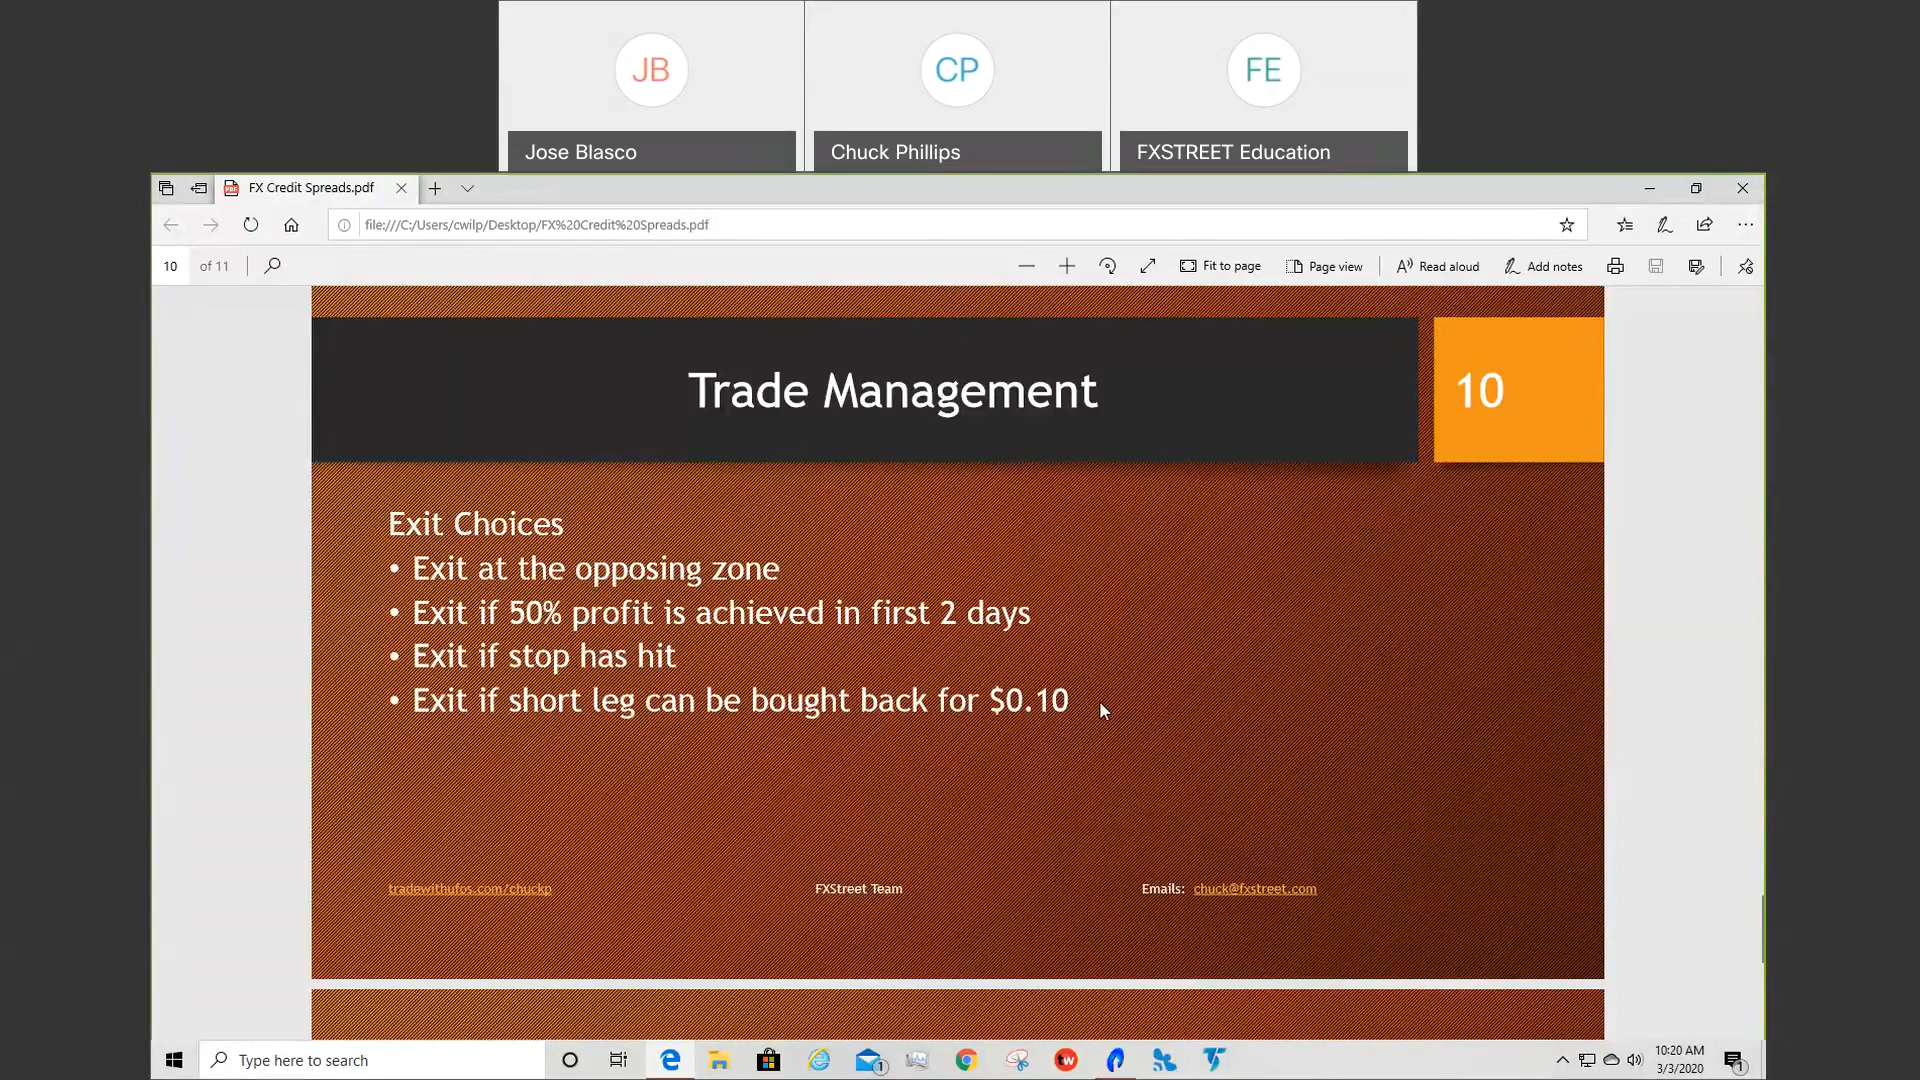 JB
CP
FE
Jose Blasco
Chuck Phillips
FXSTREET Education
FX Credit Spreads.pdf
file:///C:/Users/cwilp/Desktop/FX%20Credit%20Spreads.pdf
10 of 11
Fit to page
Page view
Read aloud
Add notes
Trade Management
10
Exit Choices
• Exit at the opposing zone
• Exit if 50% profit is achieved in first 2 days
• Exit if stop has hit
• Exit if short leg can be bought back for $0.10
tradewithufos.com/chuckp
FXStreet Team
Emails: chuck@fxstreet.com
Type here to search
1
tw
10:20 AM
3/3/2020
1